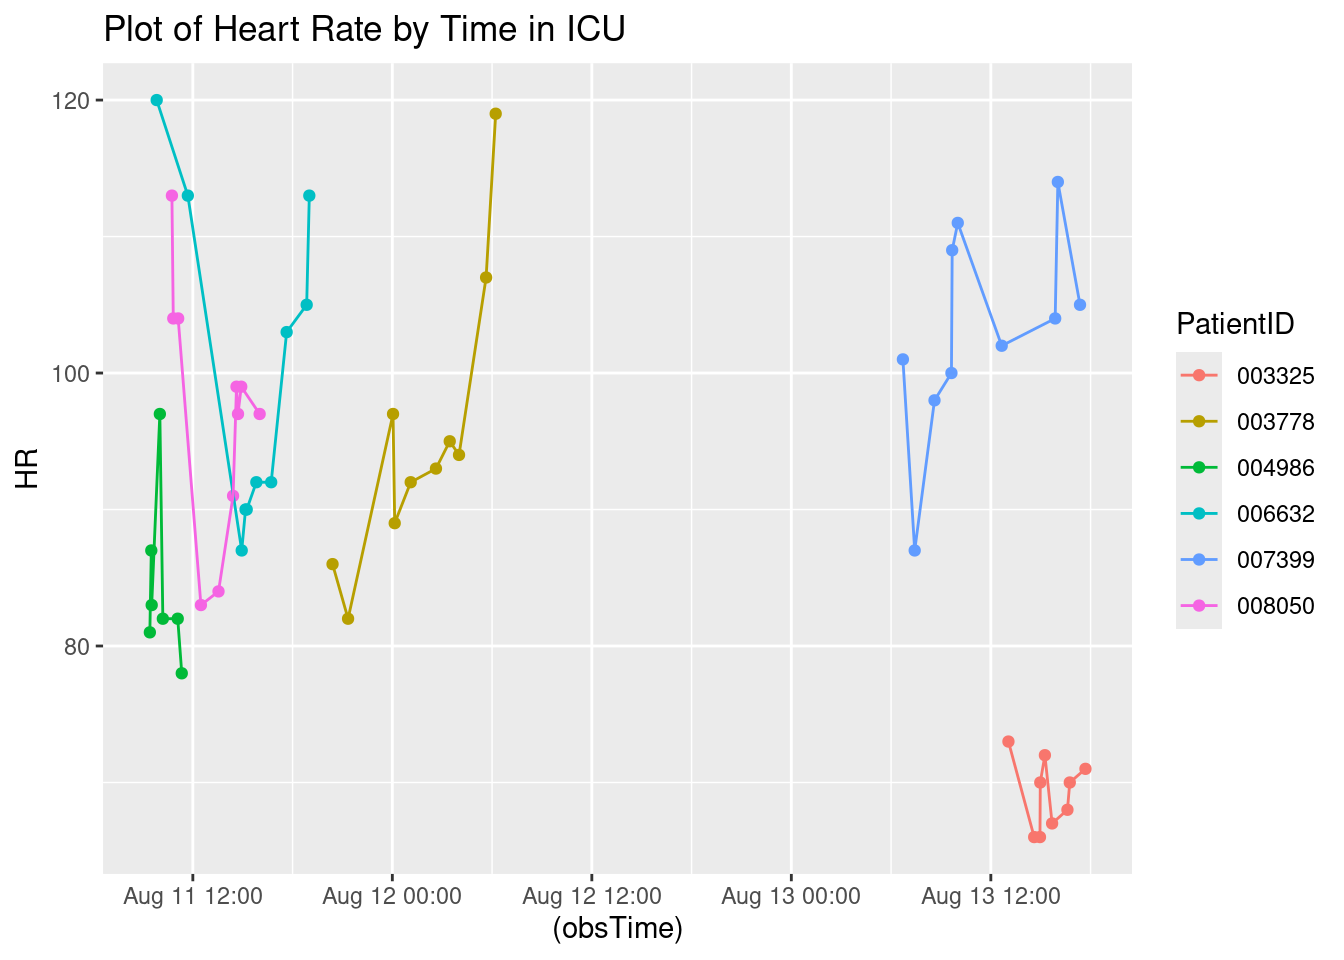 Plot of Heart Rate by Time in ICU
120
100
80
HR
Aug 11 12:00
Aug 12 00:00
Aug 12 12:00
Aug 13 00:00
Aug 13 12:00
(obsTime)
PatientID
003325
003778
004986
006632
007399
008050